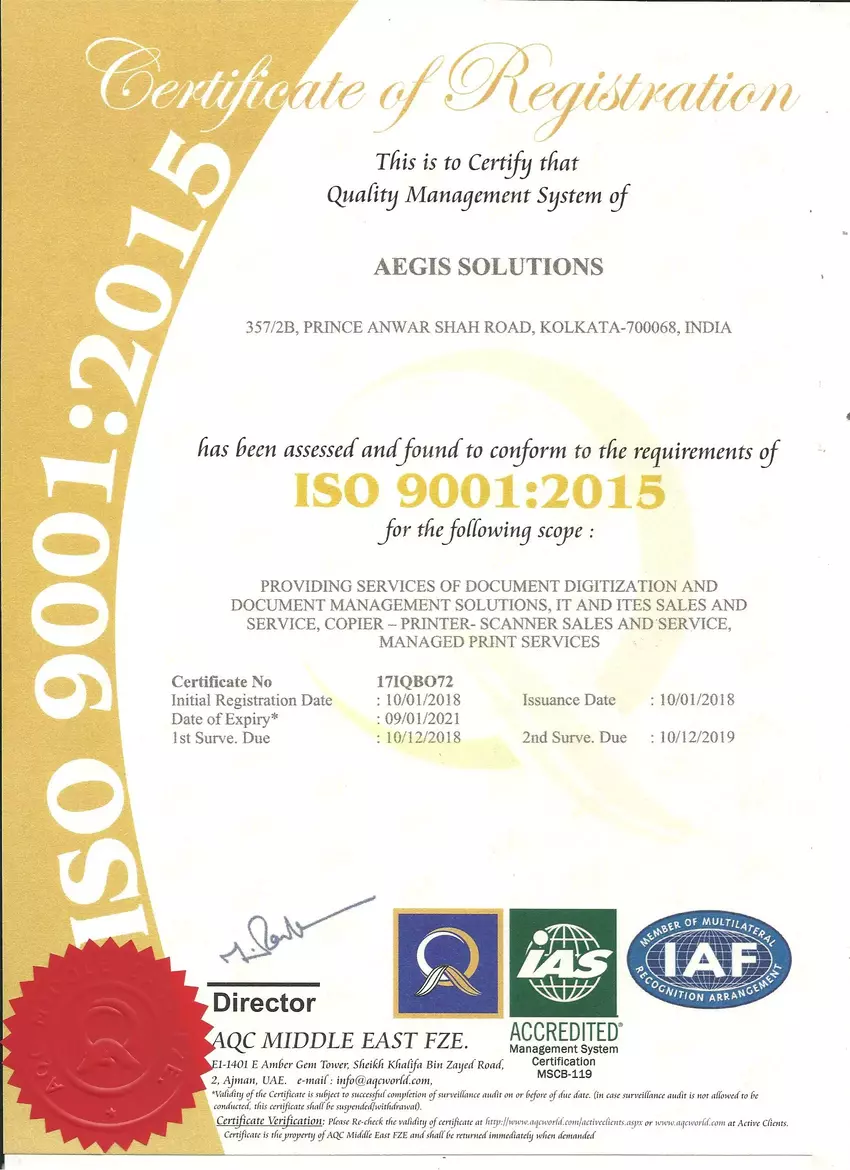 Certificate of Registration
This is to Certify that
Quality Management System of
AEGIS SOLUTIONS
357/2B, PRINCE ANWAR SHAH ROAD, KOLKATA-700068, INDIA
has been assessed and found to conform to the requirements of
ISO 9001:2015
for the following scope :
PROVIDING SERVICES OF DOCUMENT DIGITIZATION AND
DOCUMENT MANAGEMENT SOLUTIONS, IT AND ITES SALES AND
SERVICE, COPIER – PRINTER- SCANNER SALES AND SERVICE,
MANAGED PRINT SERVICES
Certificate No 17IQBO72
Initial Registration Date : 10/01/2018 Issuance Date : 10/01/2018
Date of Expiry* : 09/01/2021
1st Surve. Due : 10/12/2018 2nd Surve. Due : 10/12/2019
ISO 9001:2015
Director
AQC MIDDLE EAST FZE.
E1-1401 E Amber Gem Tower, Sheikh Khalifa Bin Zayed Road,
2, Ajman, UAE. e-mail : info@aqcworld.com,
IAS
ACCREDITED®
Management System
Certification
MSCB-119
MEMBER OF MULTILATERAL
IAF
RECOGNITION ARRANGEMENT
*Validity of the Certificate is subject to successful completion of surveillance audit on or before of due date. (in case surveillance audit is not allowed to be
conducted, this certificate shall be suspended/withdrawal).
Certificate Verification: Please Re-check the validity of certificate at http://www.aqcworld.com/activeclients.aspx or www.aqcworld.com at Active Clients.
Certificate is the property of AQC Middle East FZE and shall be returned immediately when demanded